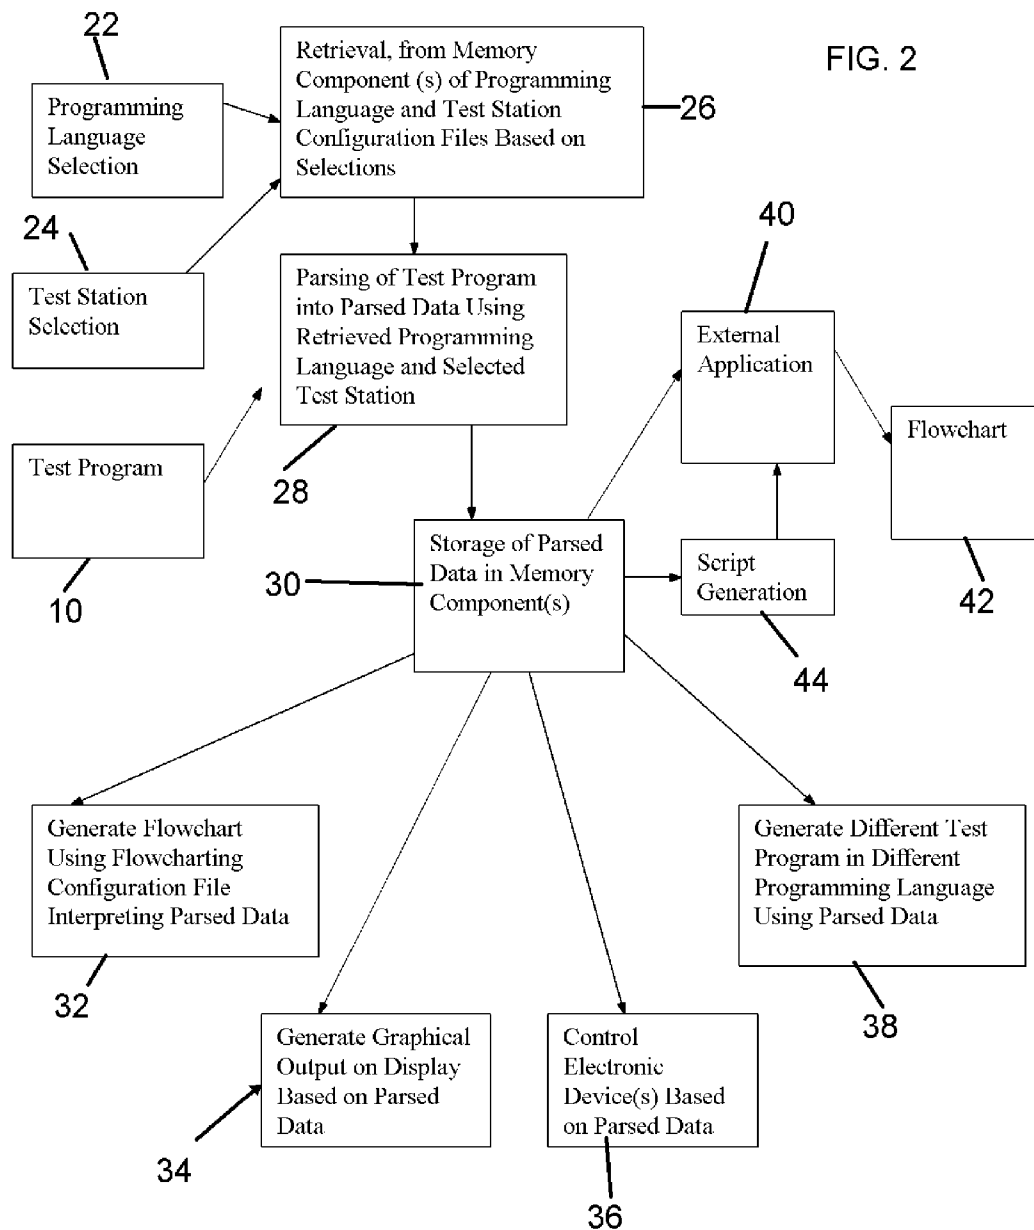 22
Retrieval, from Memory
Component (s) of Programming
Language and Test Station
Configuration Files Based on
Selections
FIG. 2
Programming
Language
Selection
26
24
Test Station
Selection
Parsing of Test Program
into Parsed Data Using
Retrieved Programming
Language and Selected
Test Station
40
External
Application
Flowchart
Test Program
28
10
30
Storage of Parsed
Data in Memory
Component(s)
Script
Generation
42
44
Generate Flowchart
Using Flowcharting
Configuration File
Interpreting Parsed Data
Generate Different Test
Program in Different
Programming Language
Using Parsed Data
32
38
Generate Graphical
Output on Display
Based on Parsed
Data
Control
Electronic
Device(s) Based
on Parsed Data
34
36